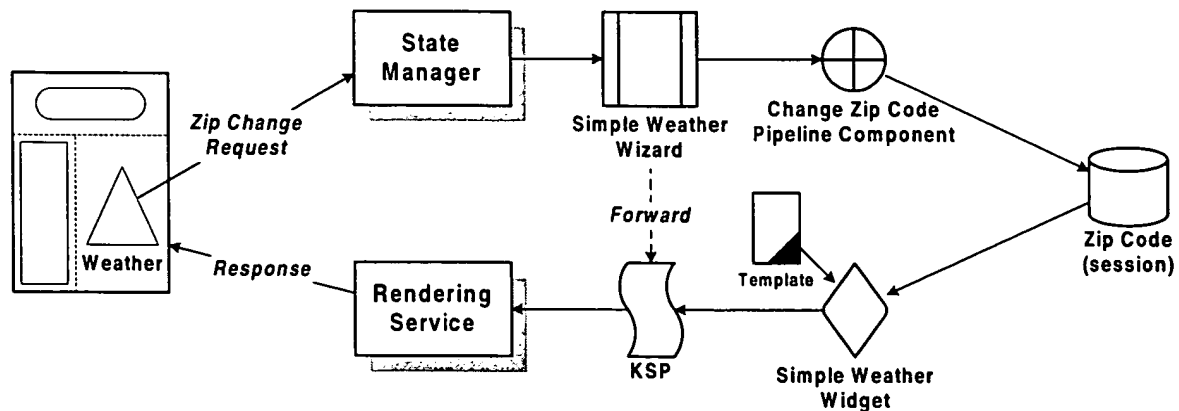 State
Manager
Zip Change
Request
Simple Weather
Wizard
Change Zip Code
Pipeline Component
Forward
Zip Code
(session)
Template
Weather
Response
Rendering
Service
KSP
Simple Weather
Widget